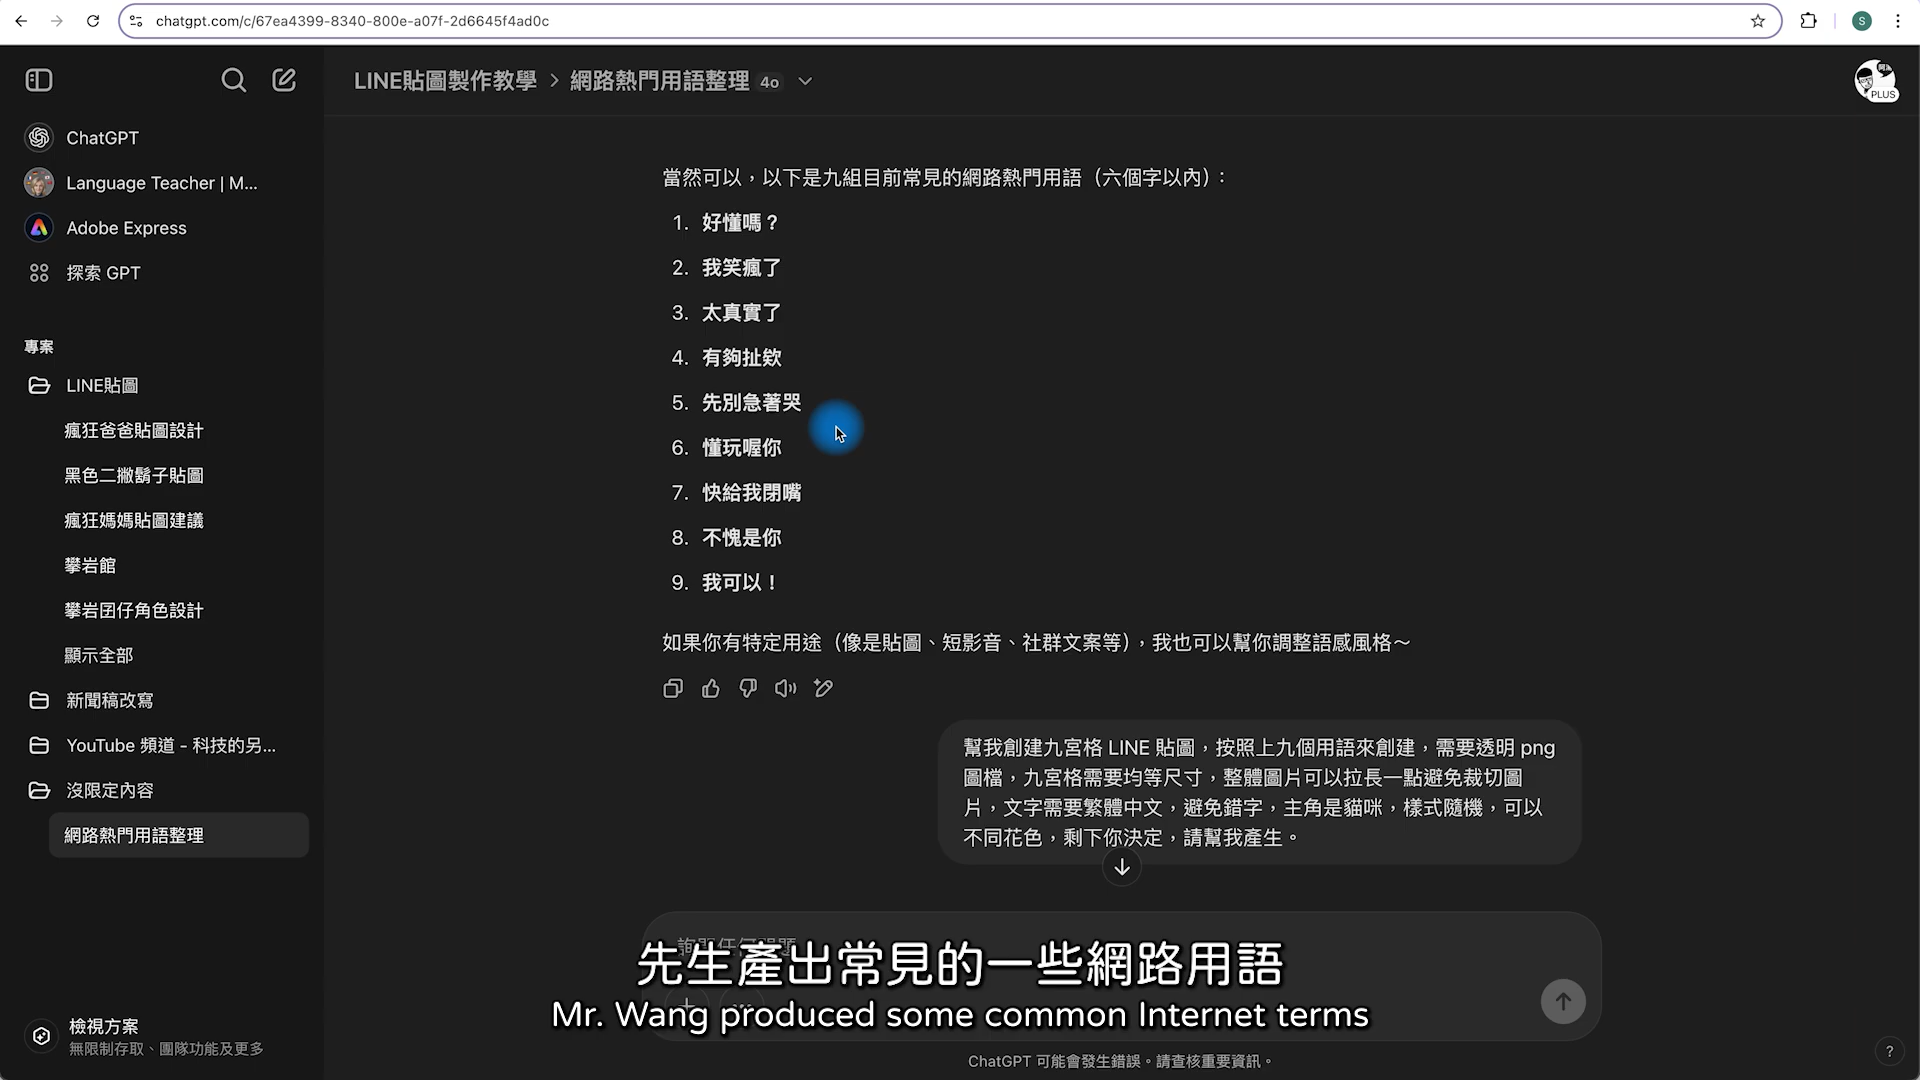 chatgpt.com/c/67ea4399-8340-800e-a07f-2d6645f4ad0c
S
LINE貼圖製作教學 > 網路熱門用語整理 4o
PLUS
ChatGPT
Language Teacher | M...
Adobe Express
探索 GPT
專案
LINE貼圖
瘋狂爸爸貼圖設計
黑色二撇鬍子貼圖
瘋狂媽媽貼圖建議
攀岩館
攀岩囝仔角色設計
顯示全部
新聞稿改寫
YouTube 頻道 - 科技的另...
沒限定內容
網路熱門用語整理
檢視方案
無限制存取、團隊功能及更多
當然可以，以下是九組目前常見的網路熱門用語（六個字以內）：
1. 好懂嗎？
2. 我笑瘋了
3. 太真實了
4. 有夠扯欸
5. 先別急著哭
6. 懂玩喔你
7. 快給我閉嘴
8. 不愧是你
9. 我可以！
如果你有特定用途（像是貼圖、短影音、社群文案等），我也可以幫你調整語感風格～
幫我創建九宮格 LINE 貼圖，按照上九個用語來創建，需要透明 png
圖檔，九宮格需要均等尺寸，整體圖片可以拉長一點避免裁切圖
片，文字需要繁體中文，避免錯字，主角是貓咪，樣式隨機，可以
不同花色，剩下你決定，請幫我產生。
先生產出常見的一些網路用語
Mr. Wang produced some common Internet terms
ChatGPT 可能會發生錯誤。請查核重要資訊。
?